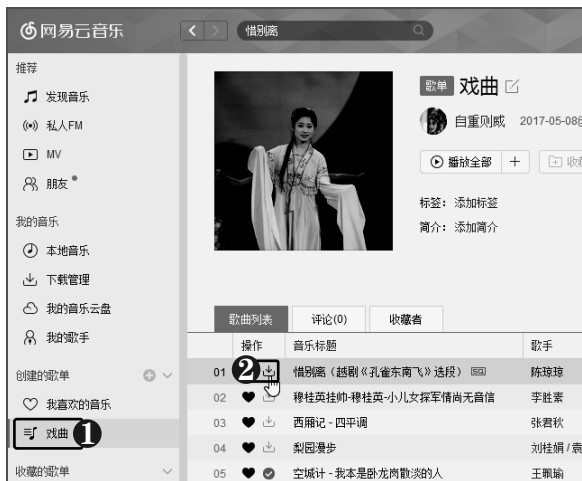 网易云音乐
惜别离
推荐
发现音乐
私人FM
MV
朋友
我的音乐
本地音乐
下载管理
我的音乐云盘
我的歌手
创建的歌单
我喜欢的音乐
戏曲 1
收藏的歌单
歌单 戏曲
自重则威 2017-05-08
播放全部
标签：添加标签
简介：添加简介
歌曲列表 评论(0) 收藏者
操作 音乐标题 歌手
01 2 惜别离（越剧《孔雀东南飞》选段） SQ 陈琼琼
02 穆桂英挂帅-穆桂英-小儿女探军情尚无音信 李胜素
03 西厢记 - 四平调 张君秋
04 梨园漫步 刘桂娟 / 袁
05 空城计 - 我本是卧龙岗散淡的人 王珮瑜